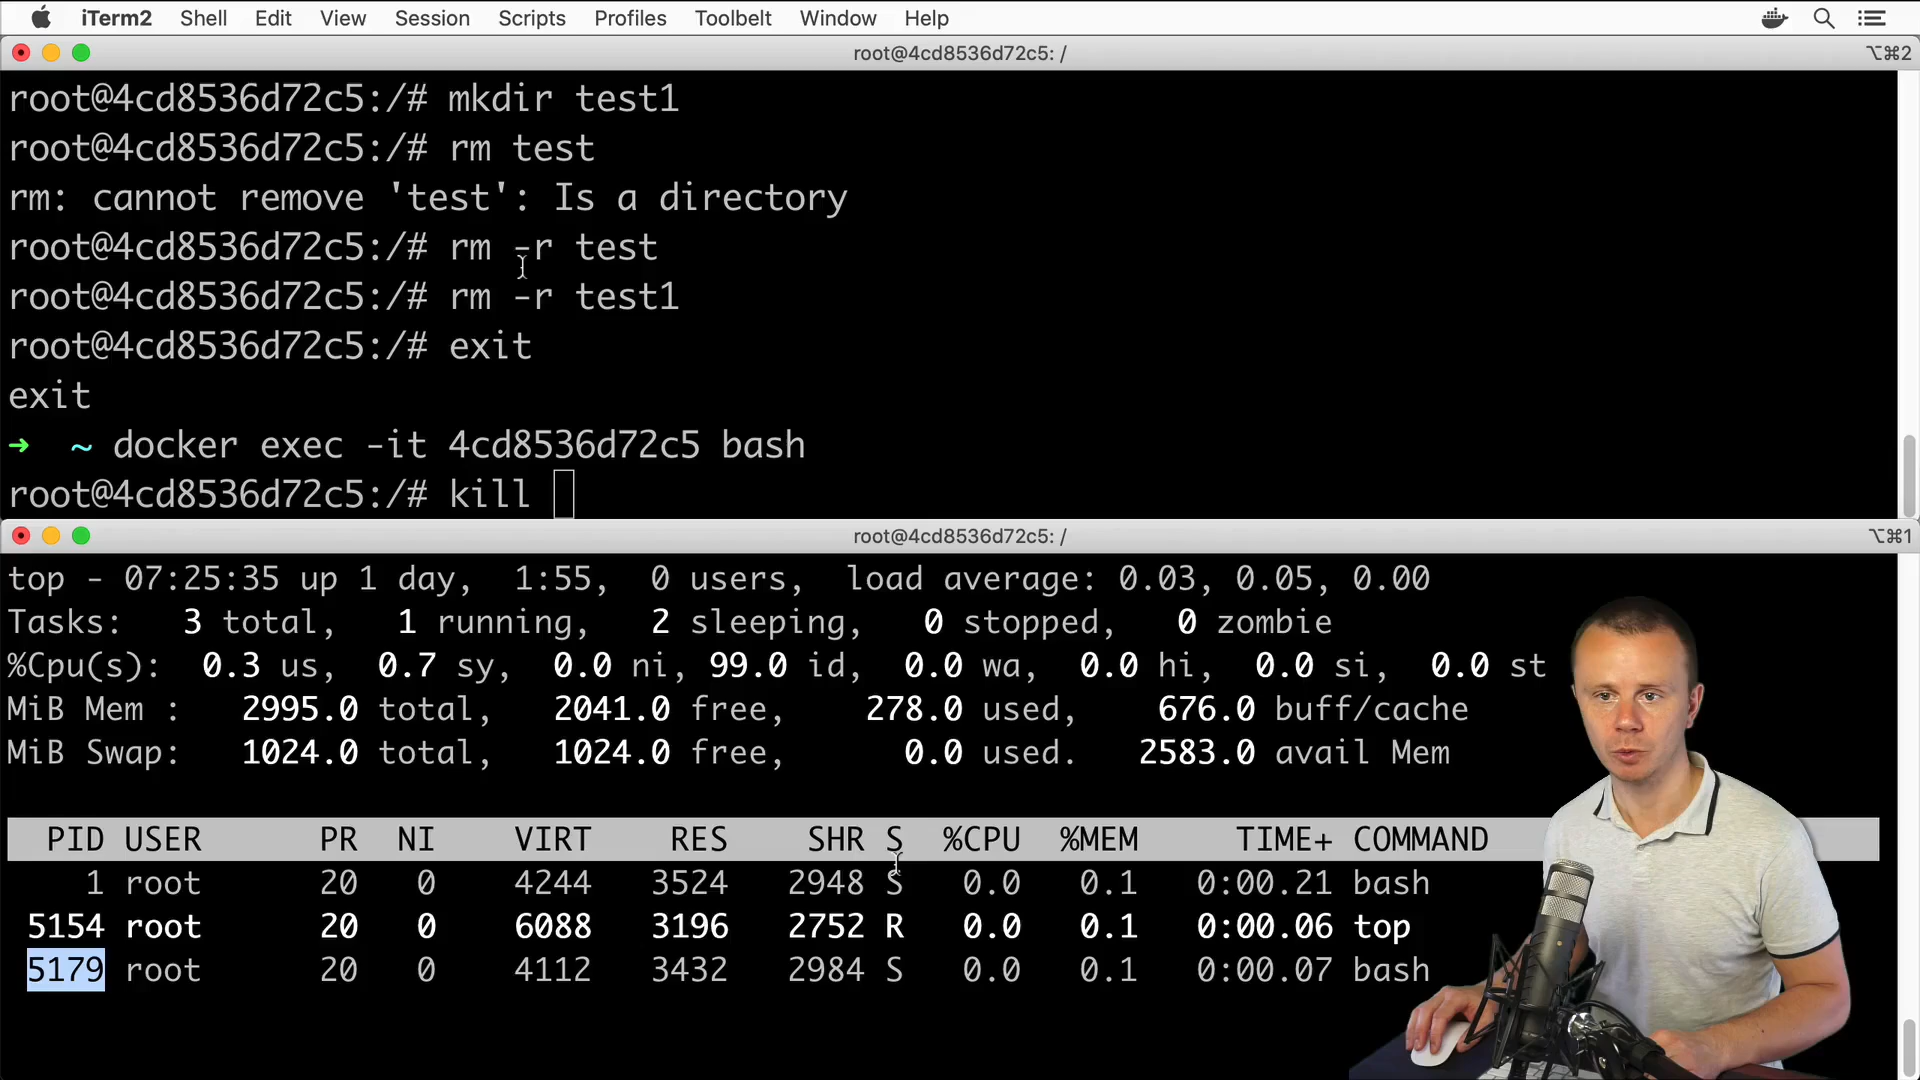 iTerm2 Shell Edit View Session Scripts Profiles Toolbelt Window Help
root@4cd8536d72c5: / ⌥⌘2
root@4cd8536d72c5:/# mkdir test1
root@4cd8536d72c5:/# rm test
rm: cannot remove 'test': Is a directory
root@4cd8536d72c5:/# rm -r test
root@4cd8536d72c5:/# rm -r test1
root@4cd8536d72c5:/# exit
exit
➜ ~ docker exec -it 4cd8536d72c5 bash
root@4cd8536d72c5:/# kill
root@4cd8536d72c5: / ⌥⌘1
top - 07:25:35 up 1 day, 1:55, 0 users, load average: 0.03, 0.05, 0.00
Tasks: 3 total, 1 running, 2 sleeping, 0 stopped, 0 zombie
%Cpu(s): 0.3 us, 0.7 sy, 0.0 ni, 99.0 id, 0.0 wa, 0.0 hi, 0.0 si, 0.0 st
MiB Mem : 2995.0 total, 2041.0 free, 278.0 used, 676.0 buff/cache
MiB Swap: 1024.0 total, 1024.0 free, 0.0 used. 2583.0 avail Mem
PID USER PR NI VIRT RES SHR S %CPU %MEM TIME+ COMMAND
1 root 20 0 4244 3524 2948 S 0.0 0.1 0:00.21 bash
5154 root 20 0 6088 3196 2752 R 0.0 0.1 0:00.06 top
5179 root 20 0 4112 3432 2984 S 0.0 0.1 0:00.07 bash